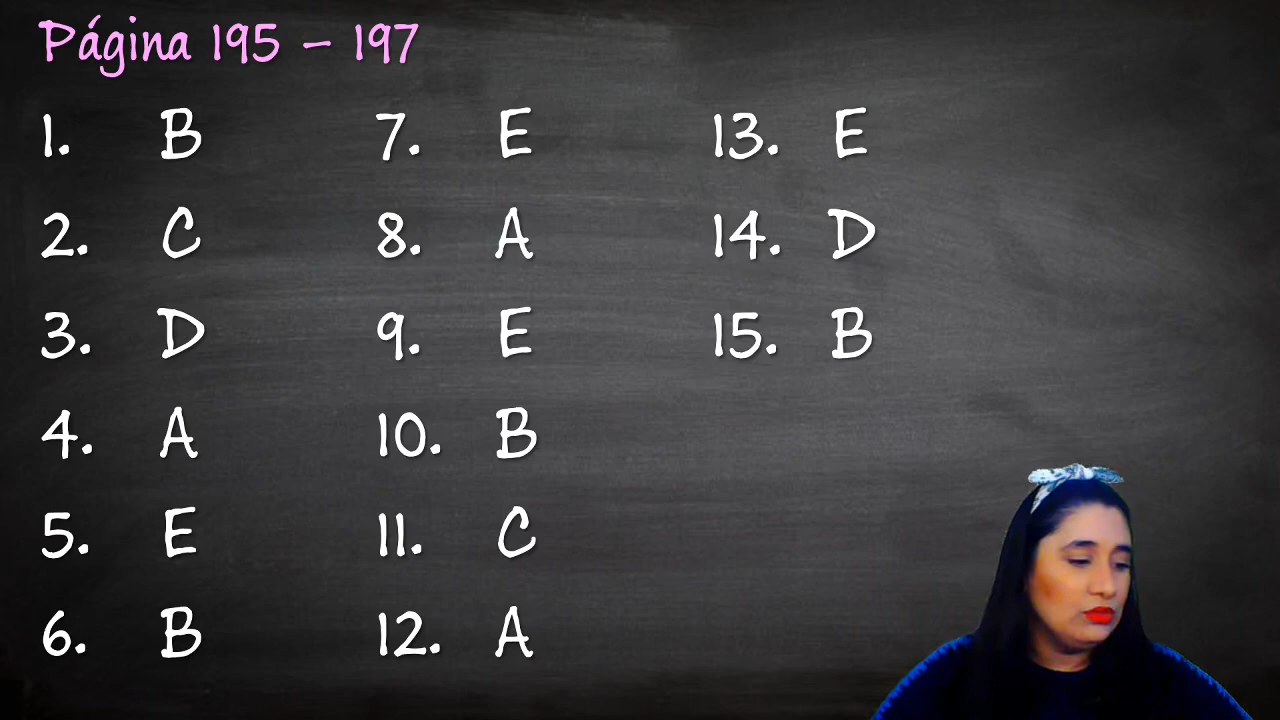 Página 195 – 197
1. B
2. C
3. D
4. A
5. E
6. B
7. E
8. A
9. E
10. B
11. C
12. A
13. E
14. D
15. B